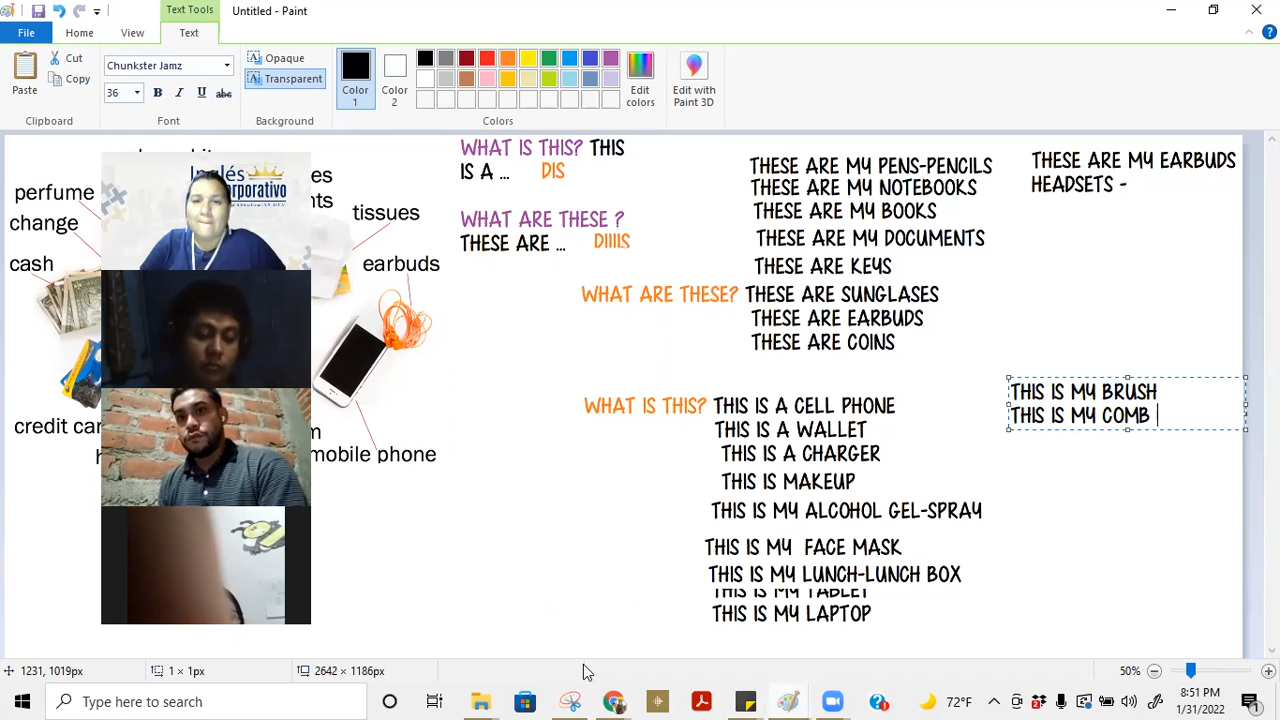 Untitled - Paint
Text Tools
File
Home
View
Text
Paste
Cut
Copy
Clipboard
Chunkster Jamz
36
B I U abc
Font
Opaque
Transparent
Background
Color 1
Color 2
Colors
Edit colors
Edit with Paint 3D
perfume
change
cash
credit car
tissues
earbuds
mobile phone
Inglés
WHAT IS THIS? THIS
IS A ... DIS
WHAT ARE THESE ?
THESE ARE ... DIIIIS
THESE ARE MY PENS-PENCILS
THESE ARE MY NOTEBOOKS
THESE ARE MY BOOKS
THESE ARE MY DOCUMENTS
THESE ARE KEYS
WHAT ARE THESE? THESE ARE SUNGLASES
THESE ARE EARBUDS
THESE ARE COINS
WHAT IS THIS? THIS IS A CELL PHONE
THIS IS A WALLET
THIS IS A CHARGER
THIS IS MAKEUP
THIS IS MY ALCOHOL GEL-SPRAY
THIS IS MY FACE MASK
THIS IS MY LUNCH-LUNCH BOX
THIS IS MY TABLET
THIS IS MY LAPTOP
THESE ARE MY EARBUDS
HEADSETS -
THIS IS MY BRUSH
THIS IS MY COMB
1231, 1019px
1 × 1px
2642 × 1186px
50%
Type here to search
72°F
8:51 PM
1/31/2022